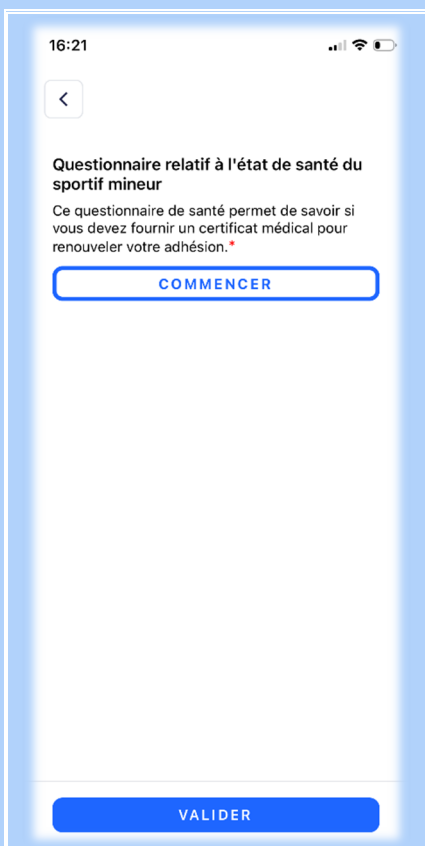 16:21
Questionnaire relatif à l'état de santé du
sportif mineur
Ce questionnaire de santé permet de savoir si
vous devez fournir un certificat médical pour
renouveler votre adhésion.*
COMMENCER
VALIDER